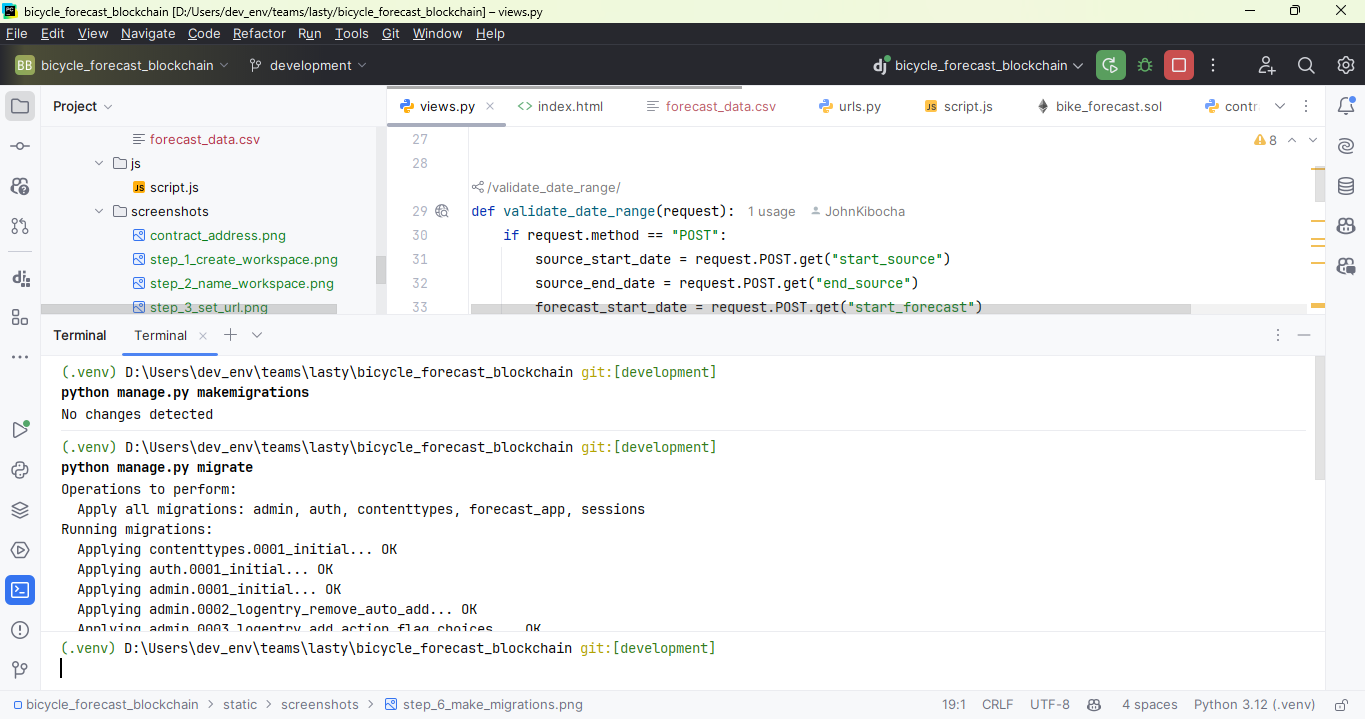 bicycle_forecast_blockchain [D:/Users/dev_env/teams/lasty/bicycle_forecast_blockchain] – views.py
File Edit View Navigate Code Refactor Run Tools Git Window Help
BB bicycle_forecast_blockchain development dj bicycle_forecast_blockchain
Project
views.py <> index.html forecast_data.csv urls.py JS script.js bike_forecast.sol contr
forecast_data.csv
js
JS script.js
screenshots
contract_address.png
step_1_create_workspace.png
step_2_name_workspace.png
step_3_set_url.png
8
27
28
/validate_date_range/
29 def validate_date_range(request): 1 usage JohnKibocha
30 if request.method == "POST":
31 source_start_date = request.POST.get("start_source")
32 source_end_date = request.POST.get("end_source")
33 forecast_start_date = request.POST.get("start_forecast")
Terminal Terminal
(.venv) D:\Users\dev_env\teams\lasty\bicycle_forecast_blockchain git:[development]
python manage.py makemigrations
No changes detected
(.venv) D:\Users\dev_env\teams\lasty\bicycle_forecast_blockchain git:[development]
python manage.py migrate
Operations to perform:
Apply all migrations: admin, auth, contenttypes, forecast_app, sessions
Running migrations:
Applying contenttypes.0001_initial... OK
Applying auth.0001_initial... OK
Applying admin.0001_initial... OK
Applying admin.0002_logentry_remove_auto_add... OK
Applying admin.0003_logentry_add_action_flag_choices... OK
(.venv) D:\Users\dev_env\teams\lasty\bicycle_forecast_blockchain git:[development]
bicycle_forecast_blockchain > static > screenshots > step_6_make_migrations.png 19:1 CRLF UTF-8 4 spaces Python 3.12 (.venv)